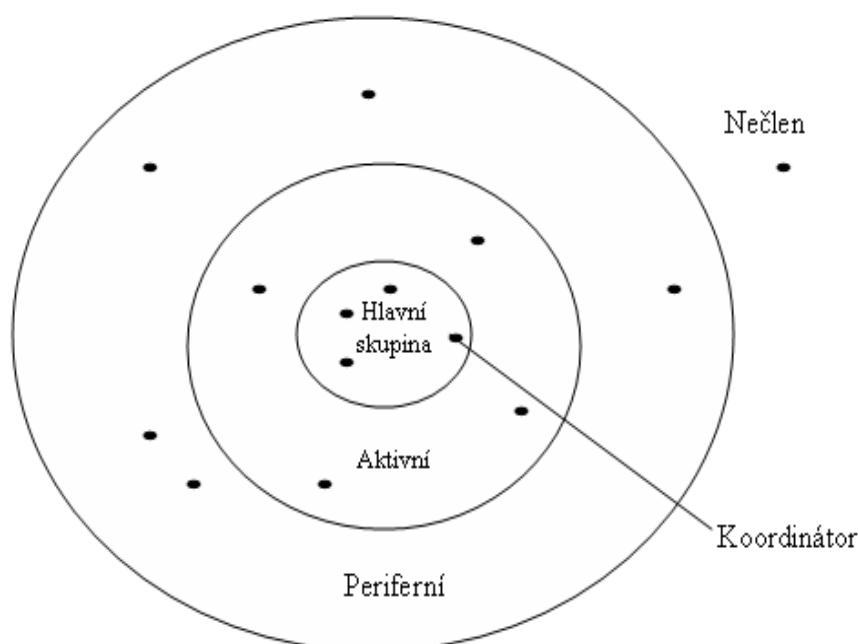 Nečlen
Hlavní
skupina
Aktivní
Koordinátor
Periferní